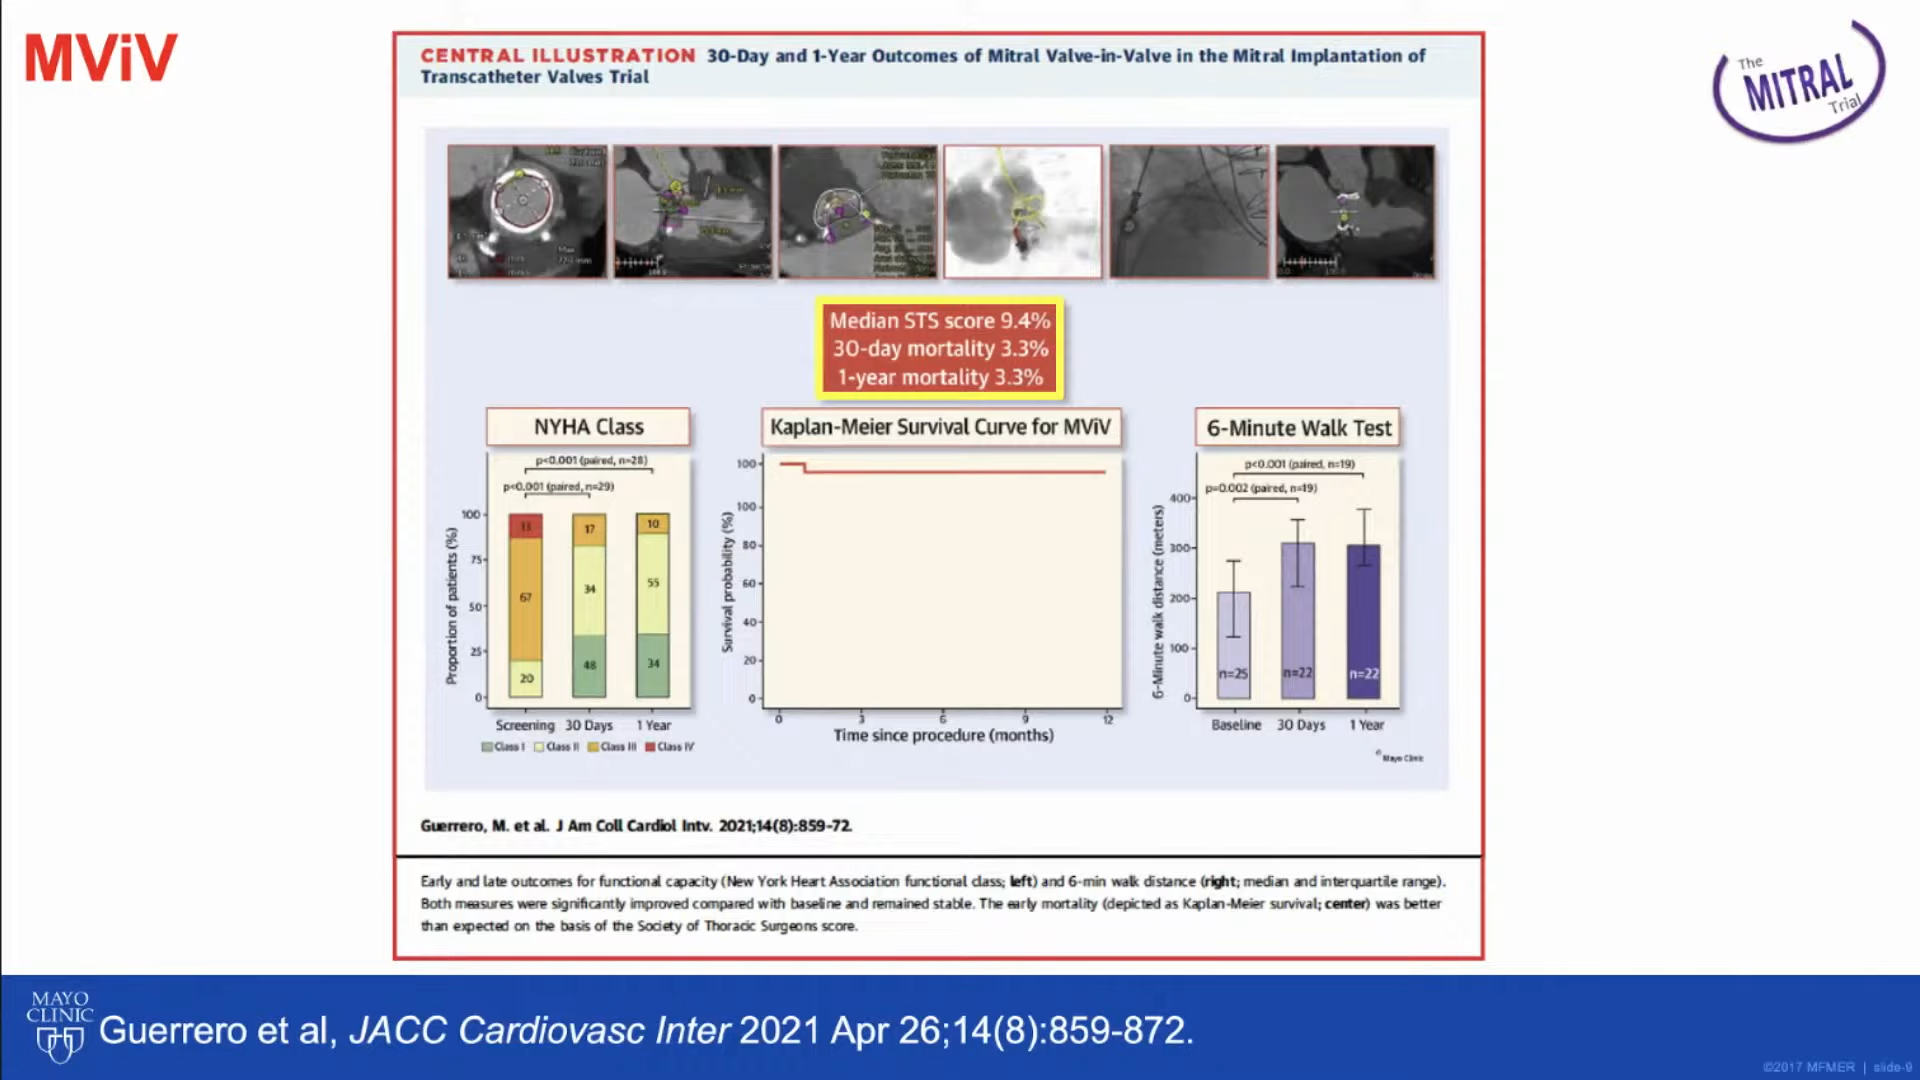 MViV
The
MITRAL
Trial
CENTRAL ILLUSTRATION 30-Day and 1-Year Outcomes of Mitral Valve-in-Valve in the Mitral Implantation of
Transcatheter Valves Trial
Median STS score 9.4%
30-day mortality 3.3%
1-year mortality 3.3%
NYHA Class
p<0.001 (paired, n=28)
p<0.001 (paired, n=29)
Proportion of patients (%)
100
75
50
25
0
13
67
20
17
34
48
10
55
34
Screening 30 Days 1 Year
Class I Class II Class III Class IV
Kaplan-Meier Survival Curve for MViV
Survival probability (%)
100
100
80
60
40
20
0
0 3 6 9 12
Time since procedure (months)
6-Minute Walk Test
p<0.001 (paired, n=19)
p=0.002 (paired, n=19)
6-Minute walk distance (meters)
400
300
200
100
0
n=25 n=22 n=22
Baseline 30 Days 1 Year
© Mayo Clinic
Guerrero, M. et al. J Am Coll Cardiol Intv. 2021;14(8):859-72.
Early and late outcomes for functional capacity (New York Heart Association functional class; left) and 6-min walk distance (right; median and interquartile range).
Both measures were significantly improved compared with baseline and remained stable. The early mortality (depicted as Kaplan-Meier survival; center) was better
than expected on the basis of the Society of Thoracic Surgeons score.
MAYO
CLINIC
Guerrero et al, JACC Cardiovasc Inter 2021 Apr 26;14(8):859-872.
©2017 MFMER | slide-9